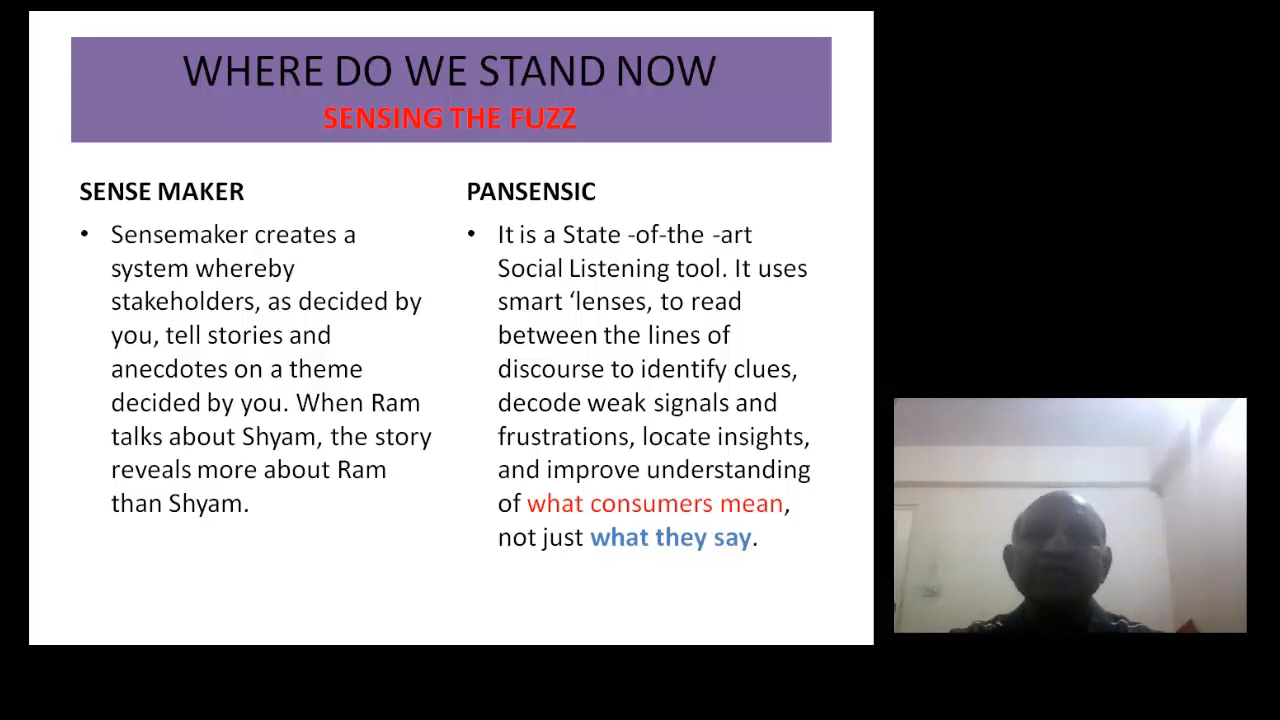 WHERE DO WE STAND NOW
SENSING THE FUZZ
SENSE MAKER
• Sensemaker creates a
system whereby
stakeholders, as decided by
you, tell stories and
anecdotes on a theme
decided by you. When Ram
talks about Shyam, the story
reveals more about Ram
than Shyam.
PANSENSIC
• It is a State -of-the -art
Social Listening tool. It uses
smart ‘lenses, to read
between the lines of
discourse to identify clues,
decode weak signals and
frustrations, locate insights,
and improve understanding
of what consumers mean,
not just what they say.